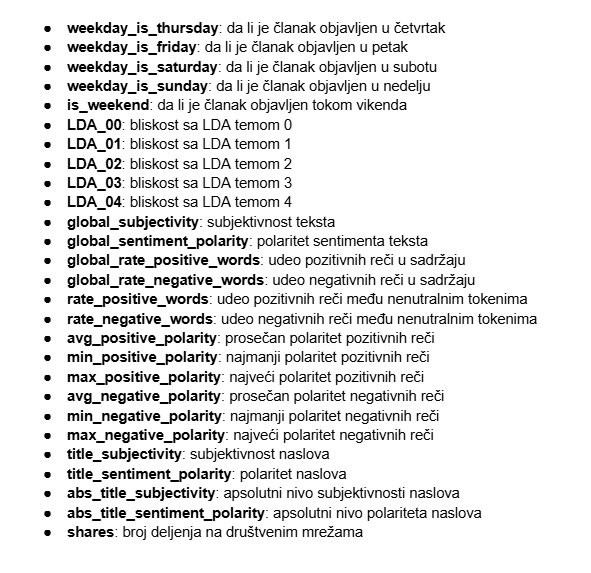 ● weekday_is_thursday: da li je članak objavljen u četvrtak
● weekday_is_friday: da li je članak objavljen u petak
● weekday_is_saturday: da li je članak objavljen u subotu
● weekday_is_sunday: da li je članak objavljen u nedelju
● is_weekend: da li je članak objavljen tokom vikenda
● LDA_00: bliskost sa LDA temom 0
● LDA_01: bliskost sa LDA temom 1
● LDA_02: bliskost sa LDA temom 2
● LDA_03: bliskost sa LDA temom 3
● LDA_04: bliskost sa LDA temom 4
● global_subjectivity: subjektivnost teksta
● global_sentiment_polarity: polaritet sentimenta teksta
● global_rate_positive_words: udeo pozitivnih reči u sadržaju
● global_rate_negative_words: udeo negativnih reči u sadržaju
● rate_positive_words: udeo pozitivnih reči među nenutralnim tokenima
● rate_negative_words: udeo negativnih reči među nenutralnim tokenima
● avg_positive_polarity: prosečan polaritet pozitivnih reči
● min_positive_polarity: najmanji polaritet pozitivnih reči
● max_positive_polarity: najveći polaritet pozitivnih reči
● avg_negative_polarity: prosečan polaritet negativnih reči
● min_negative_polarity: najmanji polaritet negativnih reči
● max_negative_polarity: najveći polaritet negativnih reči
● title_subjectivity: subjektivnost naslova
● title_sentiment_polarity: polaritet naslova
● abs_title_subjectivity: apsolutni nivo subjektivnosti naslova
● abs_title_sentiment_polarity: apsolutni nivo polariteta naslova
● shares: broj deljenja na društvenim mrežama